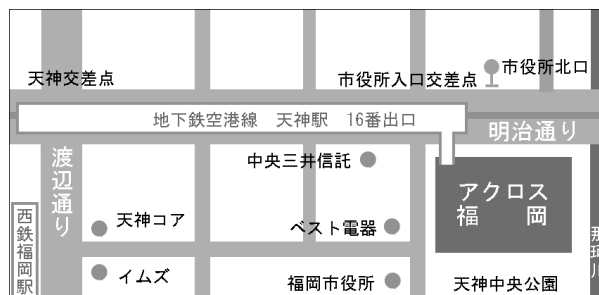 天神交差点
市役所入口交差点
市役所北口
地下鉄空港線　天神駅　16番出口
明治通り
渡辺通り
中央三井信託
アクロス
福　岡
天神コア
ベスト電器
西鉄福岡駅
イムズ
福岡市役所
天神中央公園
那珂川